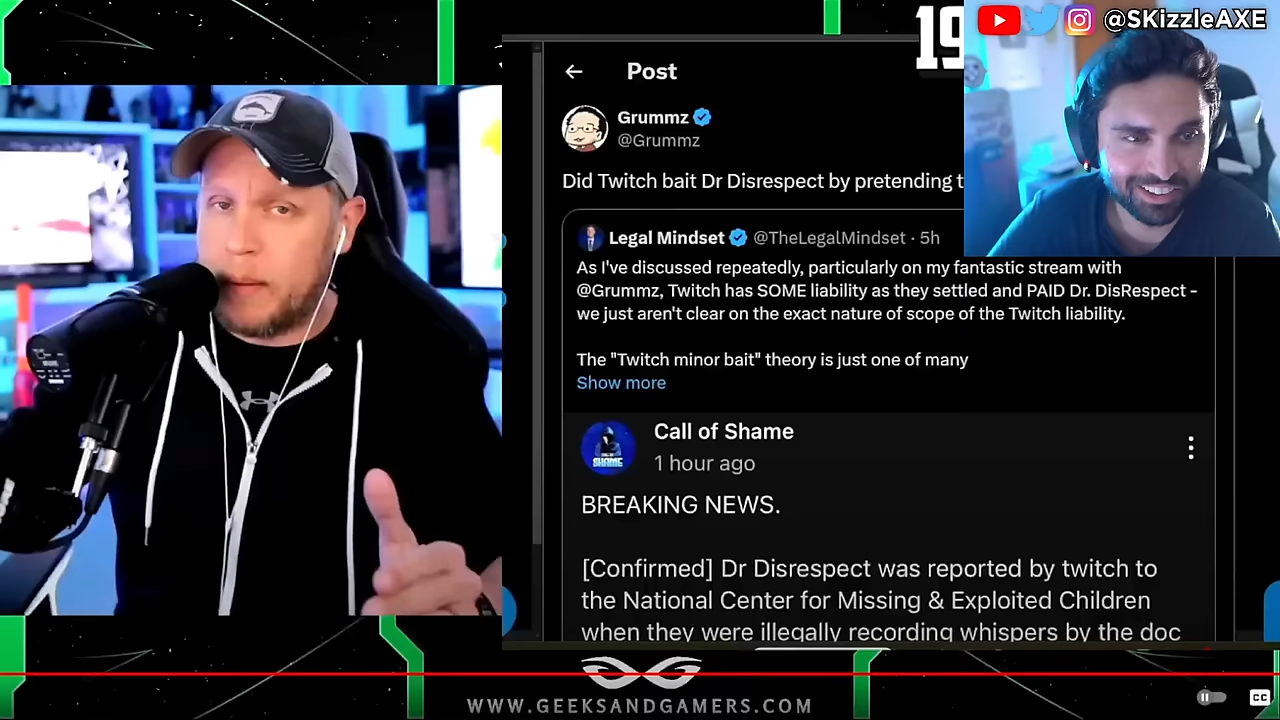 @SKizzleAXE
19
Post
Grummz
@Grummz
Did Twitch bait Dr Disrespect by pretending t
Legal Mindset @TheLegalMindset · 5h
As I've discussed repeatedly, particularly on my fantastic stream with
@Grummz, Twitch has SOME liability as they settled and PAID Dr. DisRespect -
we just aren't clear on the exact nature of scope of the Twitch liability.
The "Twitch minor bait" theory is just one of many
Show more
Call of Shame
1 hour ago
SHAME
BREAKING NEWS.
[Confirmed] Dr Disrespect was reported by twitch to
the National Center for Missing & Exploited Children
when they were illegally recording whispers by the doc
WWW.GEEKSANDGAMERS.COM
CC